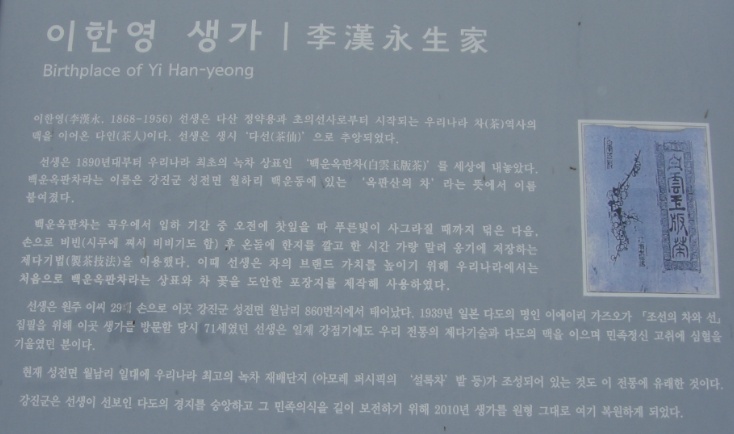 이한영 생가 | 李漢永生家
Birthplace of Yi Han-yeong
이한영(李漢永, 1868-1956) 선생은 다산 정약용과 초의선사로부터 시작되는 우리나라 차(茶)역사의
맥을 이어온 다인(茶人)이다. 선생은 생시 ‘다선(茶仙)’으로 추앙되었다.
선생은 1890년대부터 우리나라 최초의 녹차 상표인 ‘백운옥판차(白雲玉版茶)’를 세상에 내놓았다.
백운옥판차라는 이름은 강진군 성전면 월하리 백운동에 있는 ‘옥판산의 차’라는 뜻에서 이름
붙여졌다.
백운옥판차는 곡우에서 입하 기간 중 오전에 찻잎을 따 푸른빛이 사그라질 때까지 덖은 다음,
손으로 비빈(시루에 쪄서 비비기도 함) 후 온돌에 한지를 깔고 한 시간 가량 말려 옹기에 저장하는
제다기법(製茶技法)을 이용했다. 이때 선생은 차의 브랜드 가치를 높이기 위해 우리나라에서는
처음으로 백운옥판차라는 상표와 차 꽃을 도안한 포장지를 제작해 사용하였다.
선생은 원주 이씨 29대 손으로 이곳 강진군 성전면 월남리 860번지에서 태어났다. 1939년 일본 다도의 명인 이에이리 가즈오가 「조선의 차와 선」
집필을 위해 이곳 생가를 방문할 당시 71세였던 선생은 일제 강점기에도 우리 전통의 제다기술과 다도의 맥을 이으며 민족정신 고취에 심혈을
기울였던 분이다.
현재 성전면 월남리 일대에 우리나라 최고의 녹차 재배단지 (아모레 퍼시픽의 ‘설록차’밭 등)가 조성되어 있는 것도 이 전통에 유래한 것이다.
강진군은 선생이 선보인 다도의 경지를 숭앙하고 그 민족의식을 길이 보전하기 위해 2010년 생가를 원형 그대로 여기 복원하게 되었다.
白雲玉版茶